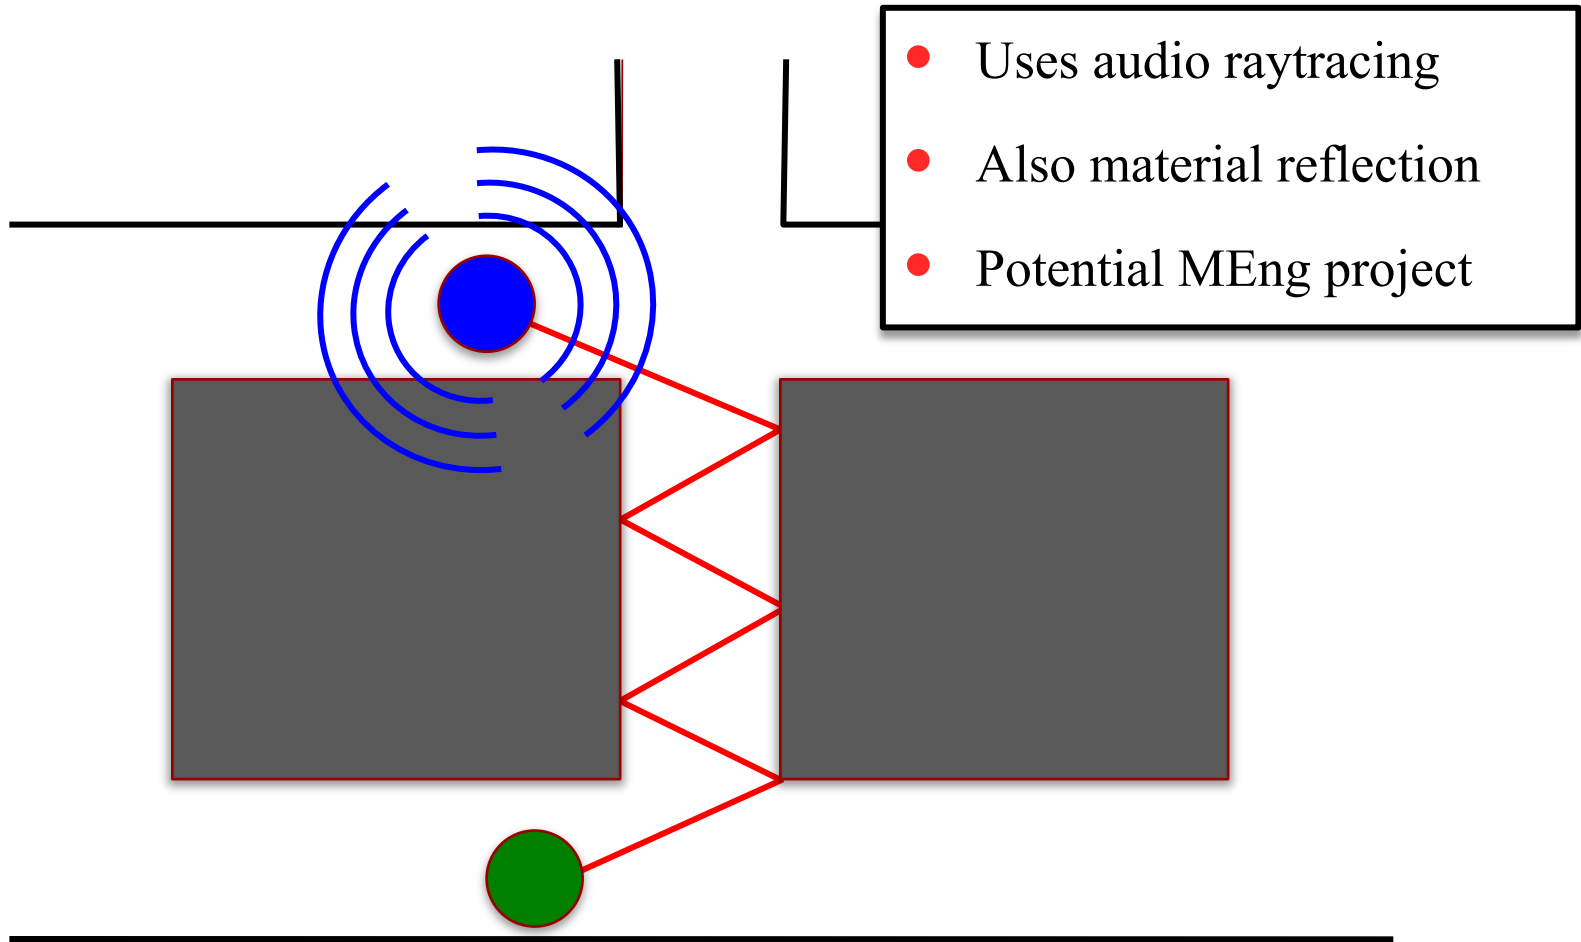 Uses audio raytracing
Also material reflection
Potential MEng project